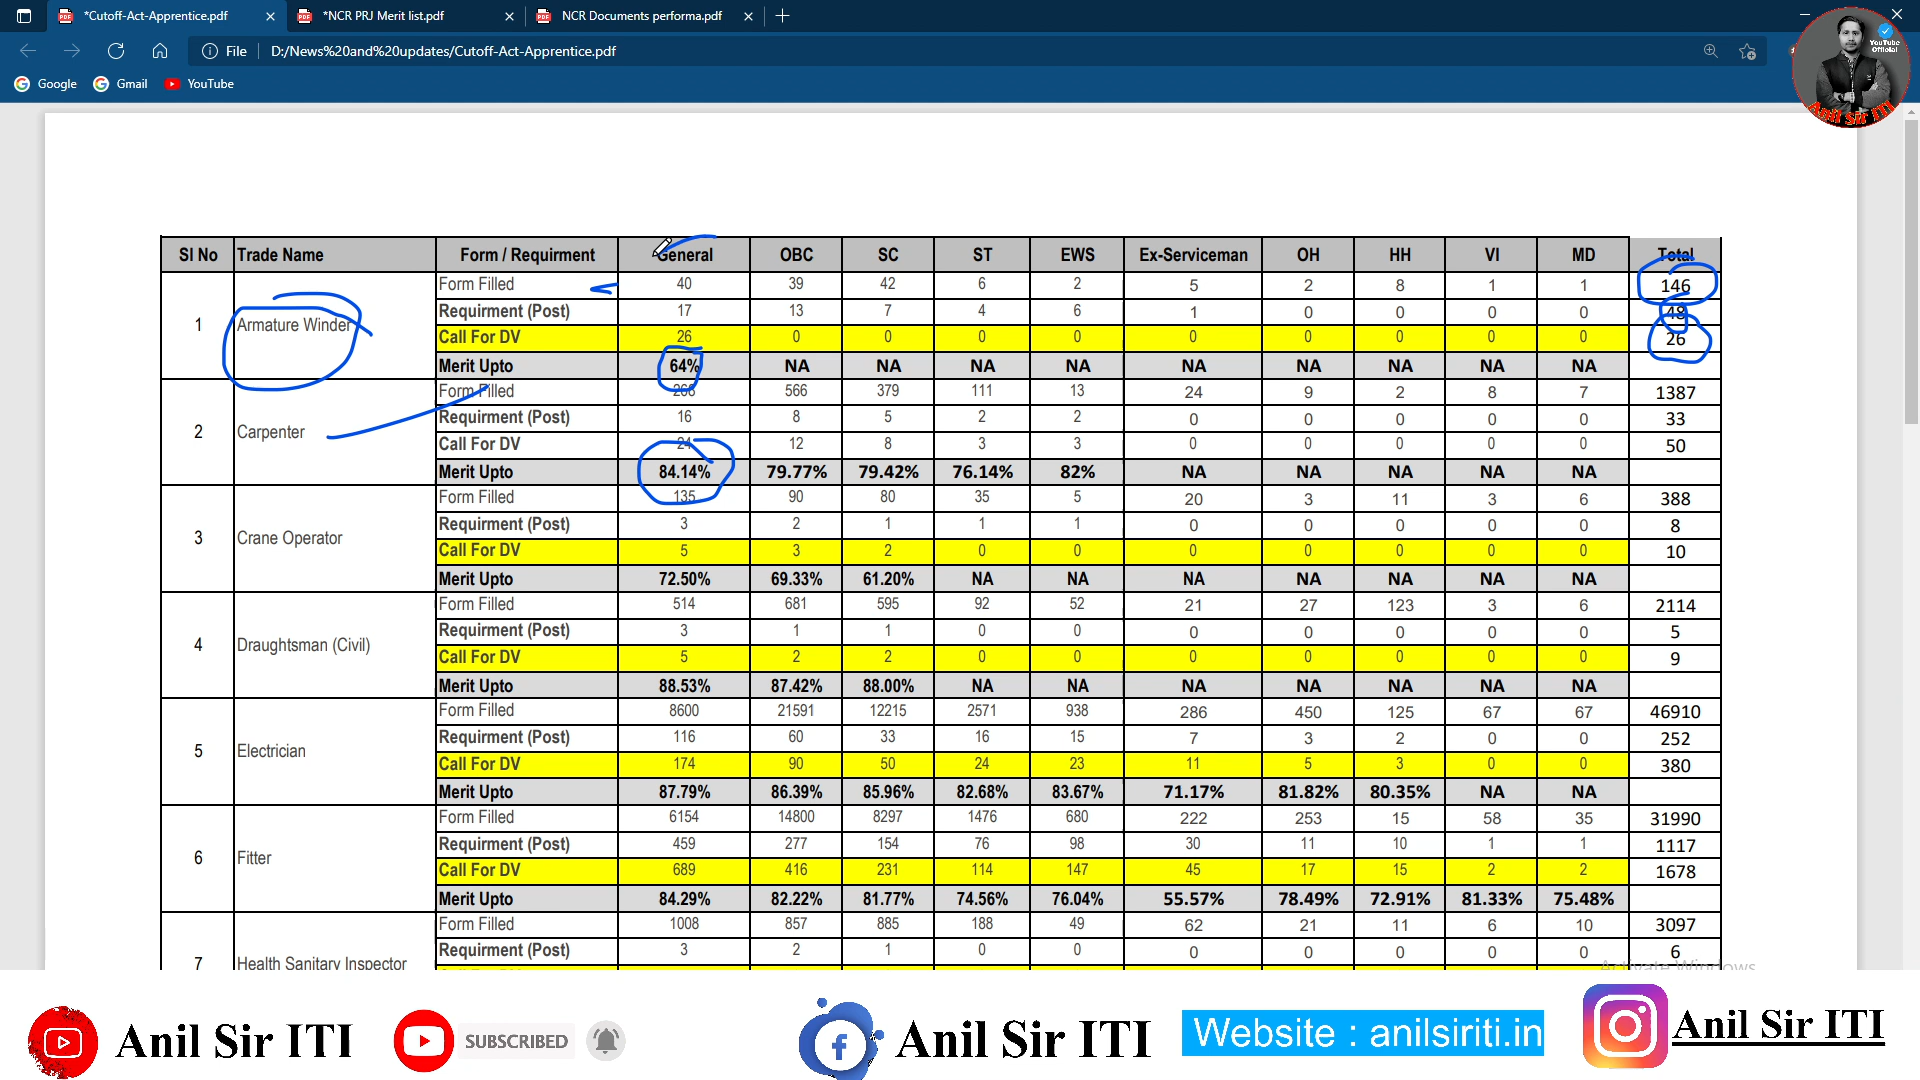 *Cutoff-Act-Apprentice.pdf
*NCR PRJ Merit list.pdf
NCR Documents performa.pdf
File D:/News%20and%20updates/Cutoff-Act-Apprentice.pdf
Google Gmail YouTube
YouTube
Official
Anil Sir ITI
Sl No Trade Name Form / Requirment General OBC SC ST EWS Ex-Serviceman OH HH VI MD Total
1 Armature Winder
Form Filled 40 39 42 6 2 5 2 8 1 1 146
Requirment (Post) 17 13 7 4 6 1 0 0 0 0 48
Call For DV 26 0 0 0 0 0 0 0 0 0 26
Merit Upto 64% NA NA NA NA NA NA NA NA NA
2 Carpenter
Form Filled 268 566 379 111 13 24 9 2 8 7 1387
Requirment (Post) 16 8 5 2 2 0 0 0 0 0 33
Call For DV 24 12 8 3 3 0 0 0 0 0 50
Merit Upto 84.14% 79.77% 79.42% 76.14% 82% NA NA NA NA NA
3 Crane Operator
Form Filled 135 90 80 35 5 20 3 11 3 6 388
Requirment (Post) 3 2 1 1 1 0 0 0 0 0 8
Call For DV 5 3 2 0 0 0 0 0 0 0 10
Merit Upto 72.50% 69.33% 61.20% NA NA NA NA NA NA NA
4 Draughtsman (Civil)
Form Filled 514 681 595 92 52 21 27 123 3 6 2114
Requirment (Post) 3 1 1 0 0 0 0 0 0 0 5
Call For DV 5 2 2 0 0 0 0 0 0 0 9
Merit Upto 88.53% 87.42% 88.00% NA NA NA NA NA NA NA
5 Electrician
Form Filled 8600 21591 12215 2571 938 286 450 125 67 67 46910
Requirment (Post) 116 60 33 16 15 7 3 2 0 0 252
Call For DV 174 90 50 24 23 11 5 3 0 0 380
Merit Upto 87.79% 86.39% 85.96% 82.68% 83.67% 71.17% 81.82% 80.35% NA NA
6 Fitter
Form Filled 6154 14800 8297 1476 680 222 253 15 58 35 31990
Requirment (Post) 459 277 154 76 98 30 11 10 1 1 1117
Call For DV 689 416 231 114 147 45 17 15 2 2 1678
Merit Upto 84.29% 82.22% 81.77% 74.56% 76.04% 55.57% 78.49% 72.91% 81.33% 75.48%
7 Health Sanitary Inspector
Form Filled 1008 857 885 188 49 62 21 11 6 10 3097
Requirment (Post) 3 2 1 0 0 0 0 0 0 0 6
Activate Windows
Anil Sir ITI SUBSCRIBED Anil Sir ITI Website : anilsiriti.in Anil Sir ITI